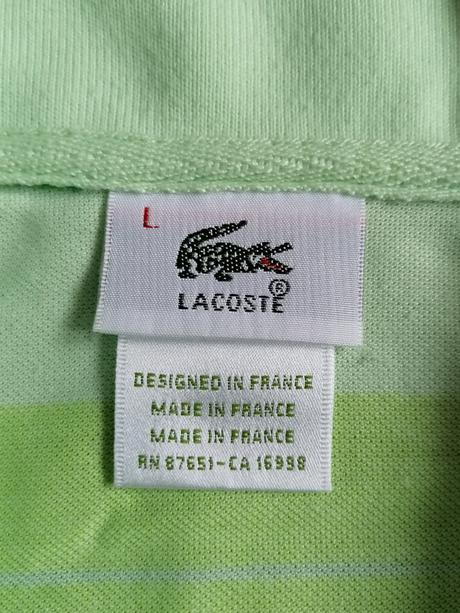 L
LACOSTE®
DESIGNED IN FRANCE
MADE IN FRANCE
MADE IN FRANCE
RN 87651-CA 16998